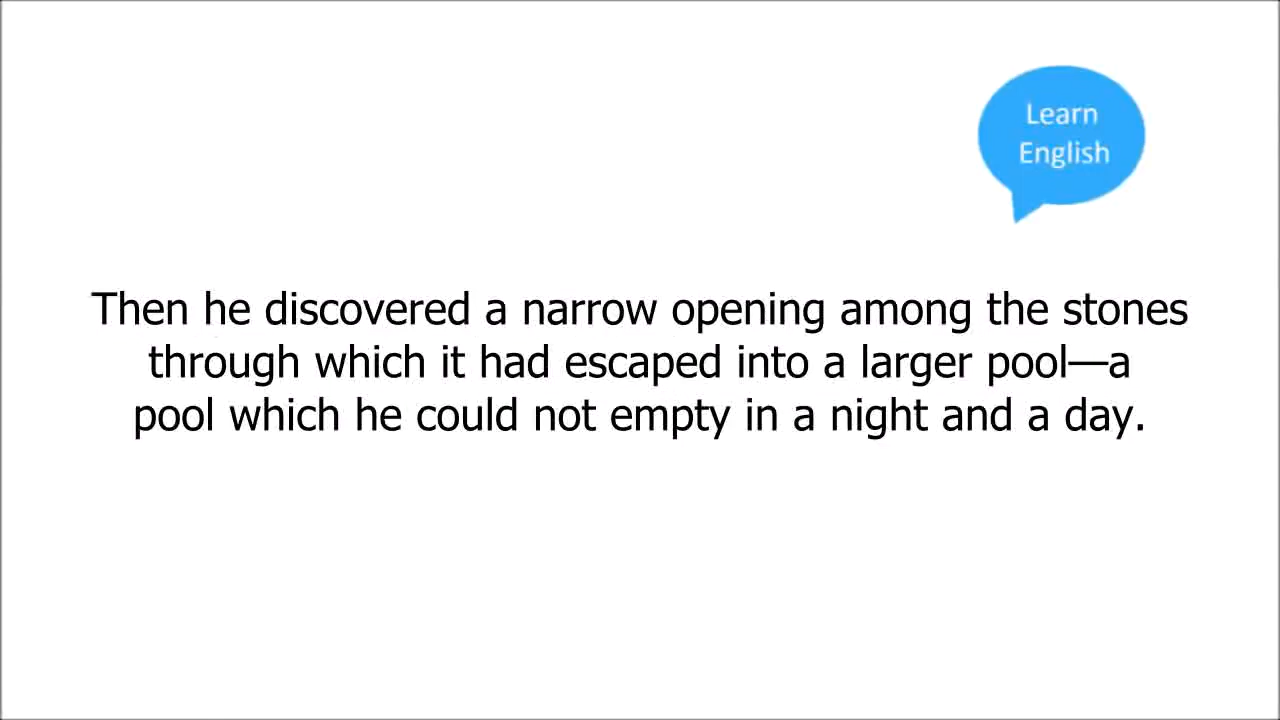 Learn
English
Then he discovered a narrow opening among the stones
through which it had escaped into a larger pool—a
pool which he could not empty in a night and a day.